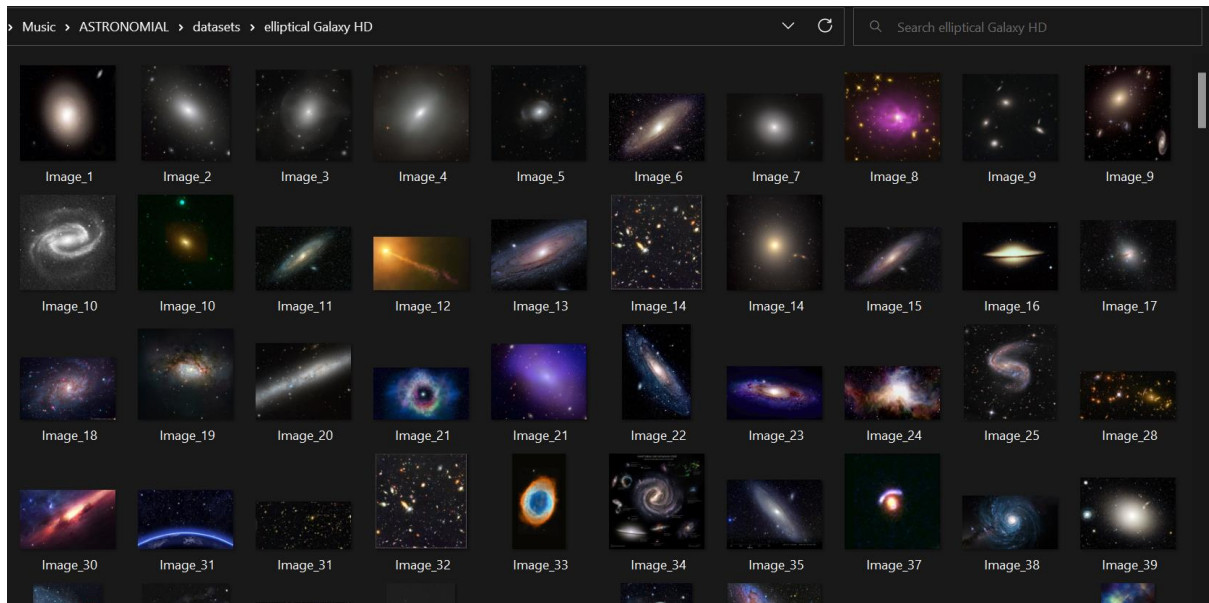 Music > ASTRONOMIAL > datasets > elliptical Galaxy HD
Search elliptical Galaxy HD
Image_1 Image_2 Image_3 Image_4 Image_5 Image_6 Image_7 Image_8 Image_9 Image_9
Image_10 Image_10 Image_11 Image_12 Image_13 Image_14 Image_14 Image_15 Image_16 Image_17
Image_18 Image_19 Image_20 Image_21 Image_21 Image_22 Image_23 Image_24 Image_25 Image_28
Image_30 Image_31 Image_31 Image_32 Image_33 Image_34 Image_35 Image_37 Image_38 Image_39